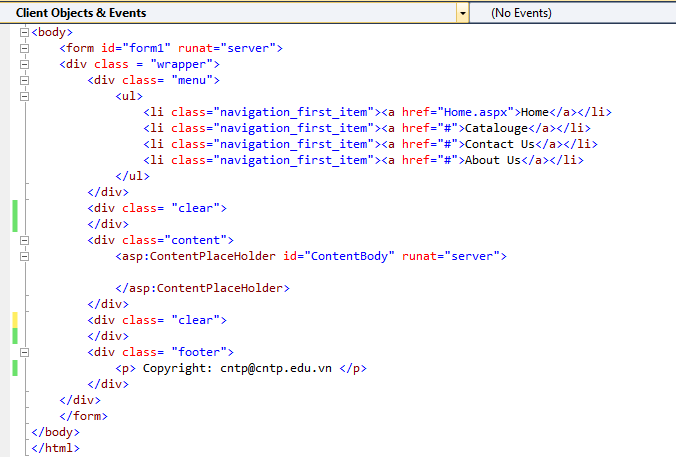 Client Objects & Events (No Events)
<body>
<form id="form1" runat="server">
<div class = "wrapper">
<div class= "menu">
<ul>
<li class="navigation_first_item"><a href="Home.aspx">Home</a></li>
<li class="navigation_first_item"><a href="#">Catalouge</a></li>
<li class="navigation_first_item"><a href="#">Contact Us</a></li>
<li class="navigation_first_item"><a href="#">About Us</a></li>
</ul>
</div>
<div class= "clear">
</div>
<div class="content">
<asp:ContentPlaceHolder id="ContentBody" runat="server">
</asp:ContentPlaceHolder>
</div>
<div class= "clear">
</div>
<div class= "footer">
<p> Copyright: cntp@cntp.edu.vn </p>
</div>
</div>
</form>
</body>
</html>